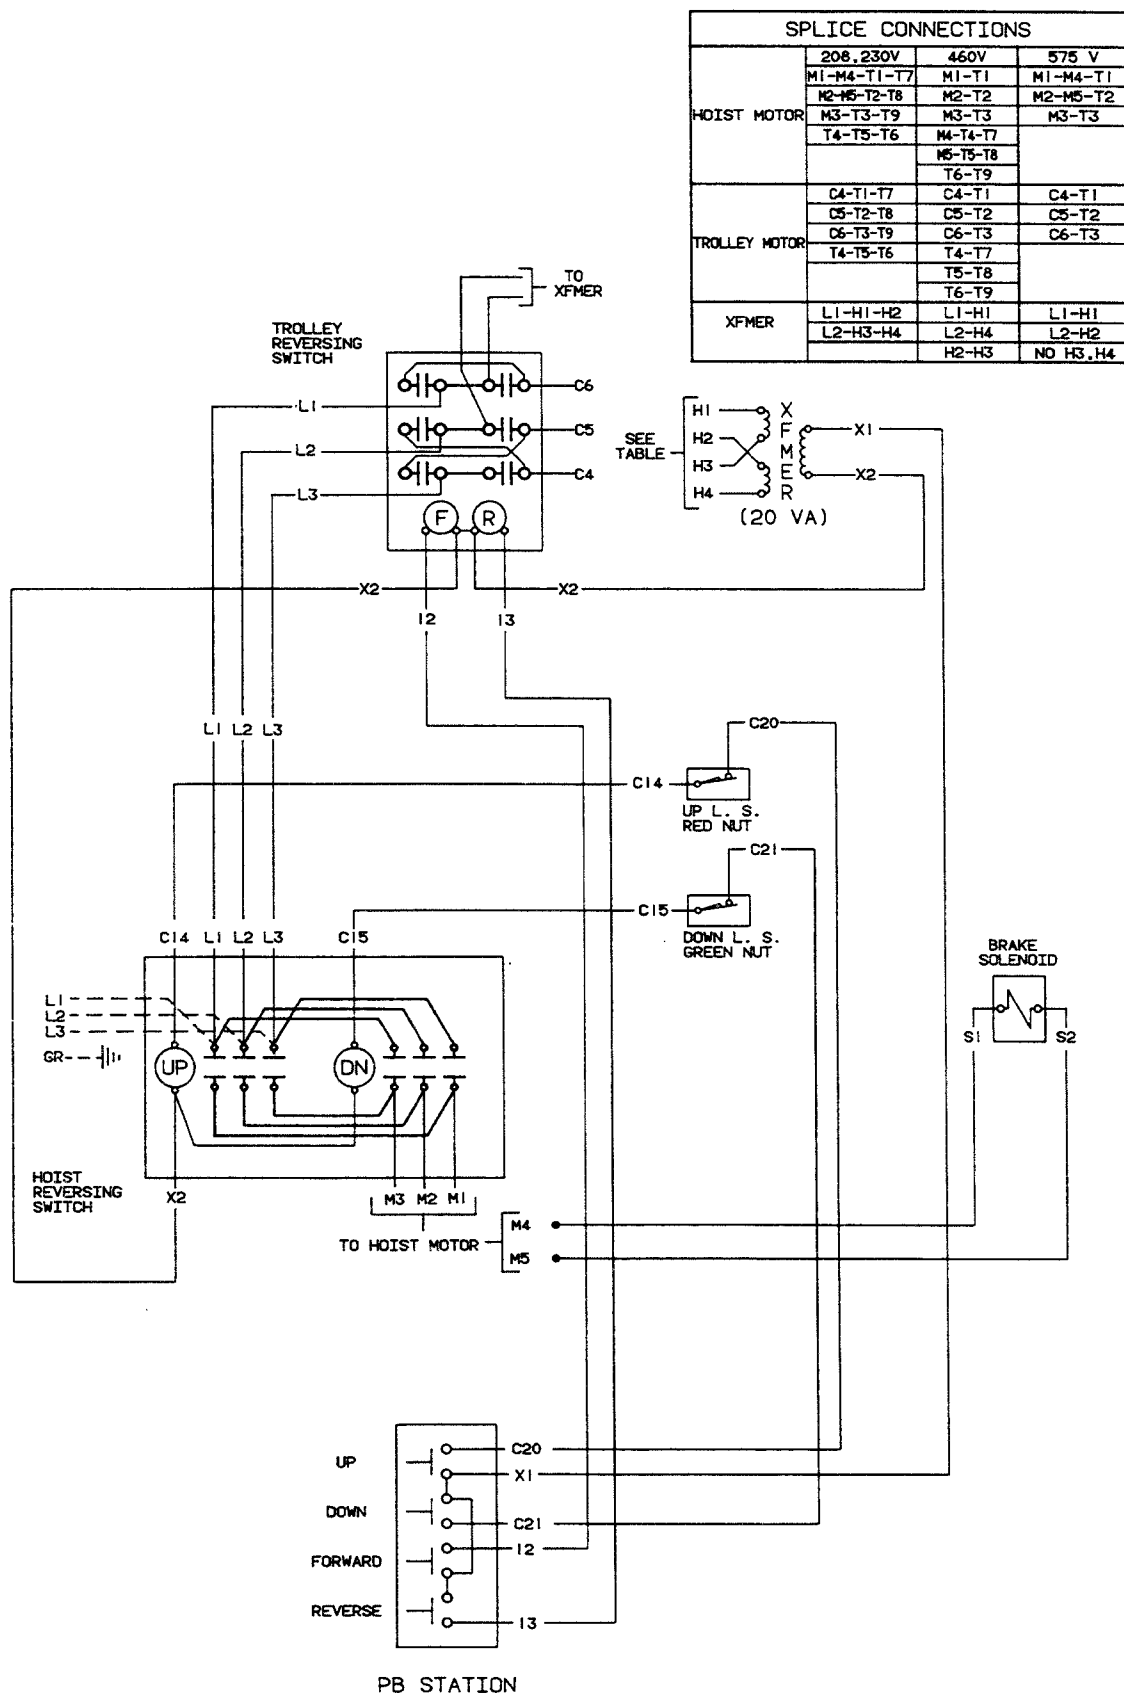 SPLICE CONNECTIONS
208,230V 460V 575 V
HOIST MOTOR
M1-M4-T1-T7 M1-T1 M1-M4-T1
M2-M5-T2-T8 M2-T2 M2-M5-T2
M3-T3-T9 M3-T3 M3-T3
T4-T5-T6 M4-T4-T7
M5-T5-T8
T6-T9
TROLLEY MOTOR
C4-T1-T7 C4-T1 C4-T1
C5-T2-T8 C5-T2 C5-T2
C6-T3-T9 C6-T3 C6-T3
T4-T5-T6 T4-T7
T5-T8
T6-T9
XFMER
L1-H1-H2 L1-H1 L1-H1
L2-H3-H4 L2-H4 L2-H2
H2-H3 NO H3,H4
TO
XFMER
TROLLEY
REVERSING
SWITCH
C6
L1
C5
L2
C4
L3
F R
SEE
TABLE
H1
H2
H3
H4
X
F
M
E
R
(20 VA)
X1
X2
X2 X2
12 13
L1 L2 L3
C20
C14
UP L. S.
RED NUT
C21
C15
DOWN L. S.
GREEN NUT
C14 L1 L2 L3 C15
BRAKE
SOLENOID
S1 S2
L1
L2
L3
GR
UP DN
HOIST
REVERSING
SWITCH
X2
M3 M2 M1
TO HOIST MOTOR
M4
M5
UP
C20
X1
DOWN
C21
12
FORWARD
REVERSE
13
PB STATION